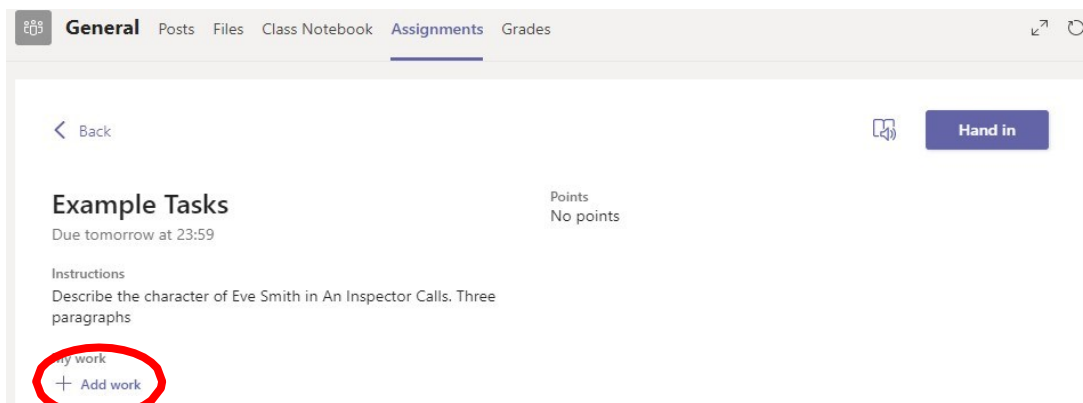 General Posts Files Class Notebook Assignments Grades
Back
Hand in
Example Tasks
Due tomorrow at 23:59
Points
No points
Instructions
Describe the character of Eve Smith in An Inspector Calls. Three
paragraphs
My work
+ Add work